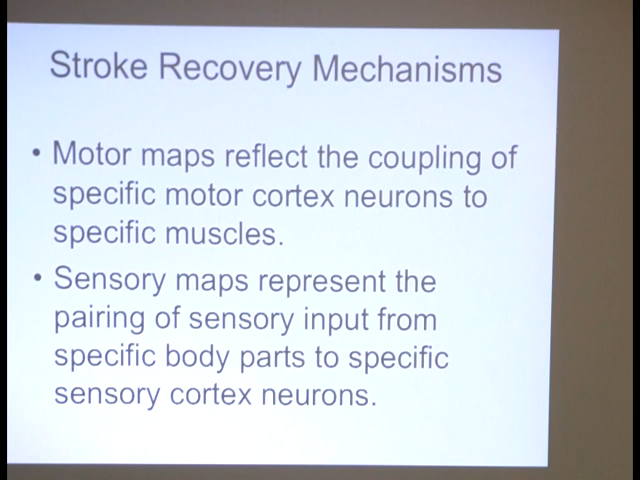 Stroke Recovery Mechanisms
• Motor maps reflect the coupling of
specific motor cortex neurons to
specific muscles.
• Sensory maps represent the
pairing of sensory input from
specific body parts to specific
sensory cortex neurons.